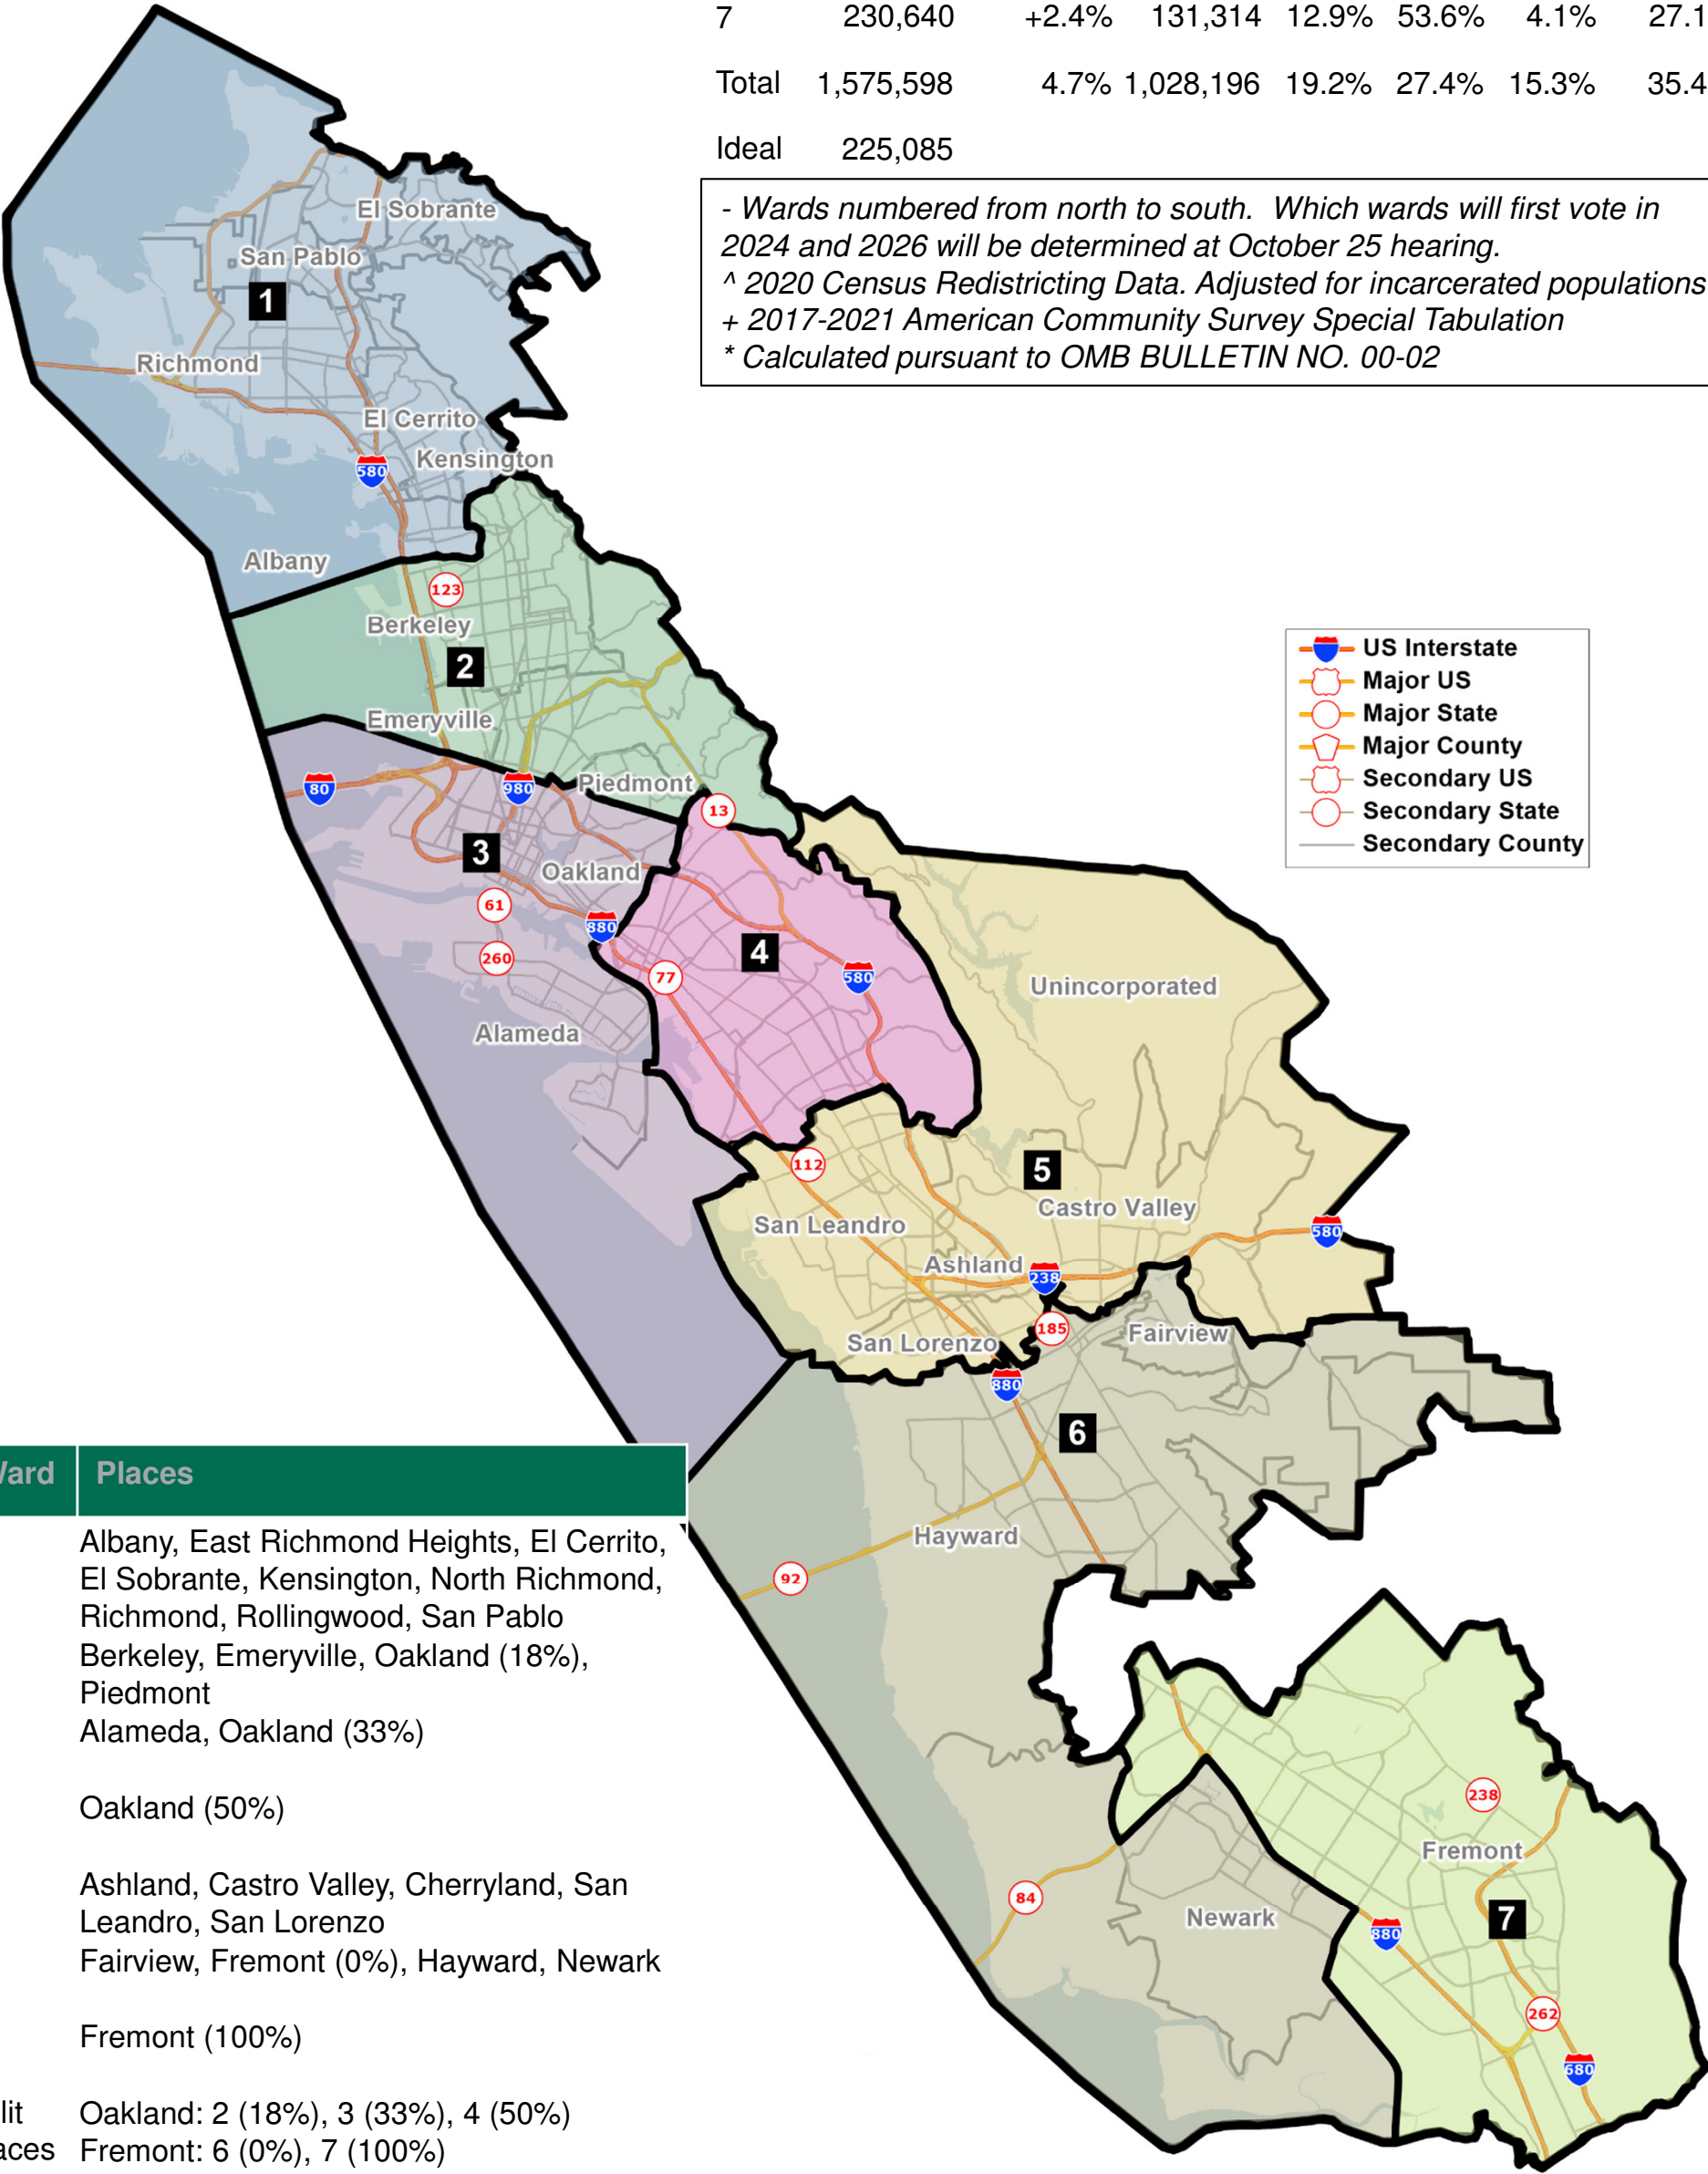 7 230,640 +2.4% 131,314 12.9% 53.6% 4.1% 27.1
Total 1,575,598 4.7% 1,028,196 19.2% 27.4% 15.3% 35.4
Ideal 225,085
- Wards numbered from north to south. Which wards will first vote in
2024 and 2026 will be determined at October 25 hearing.
^ 2020 Census Redistricting Data. Adjusted for incarcerated populations
+ 2017-2021 American Community Survey Special Tabulation
* Calculated pursuant to OMB BULLETIN NO. 00-02
El Sobrante
San Pablo
1
Richmond
El Cerrito
Kensington
580
Albany
123
Berkeley
2
Emeryville
US Interstate
Major US
Major State
Major County
Secondary US
Secondary State
Secondary County
80
980
Piedmont
13
3
Oakland
61
880
260
4
77
580
Unincorporated
Alameda
112
5
San Leandro
Castro Valley
580
Ashland
238
185
San Lorenzo
Fairview
880
6
Hayward
92
238
Fremont
84
Newark
7
880
262
680
Ward Places
Albany, East Richmond Heights, El Cerrito,
El Sobrante, Kensington, North Richmond,
Richmond, Rollingwood, San Pablo
Berkeley, Emeryville, Oakland (18%),
Piedmont
Alameda, Oakland (33%)
Oakland (50%)
Ashland, Castro Valley, Cherryland, San
Leandro, San Lorenzo
Fairview, Fremont (0%), Hayward, Newark
Fremont (100%)
lit Oakland: 2 (18%), 3 (33%), 4 (50%)
aces Fremont: 6 (0%), 7 (100%)